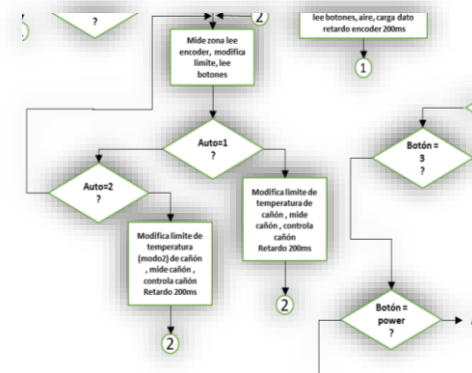 ?
2
lee botones, aire, carga dato
retardo encoder 200ms
1
Mide zona lee
encoder, modifica
limite, lee
botones
Auto=1
?
Botón =
3
?
Auto=2
?
Modifica limite de
temperatura de
cañón , mide
cañón , controla
cañón
Retardo 200ms
Modifica limite de
temperatura
(modo2) de cañón
, mide cañón ,
controla cañón
Retardo 200ms
2
2
Botón =
power
?